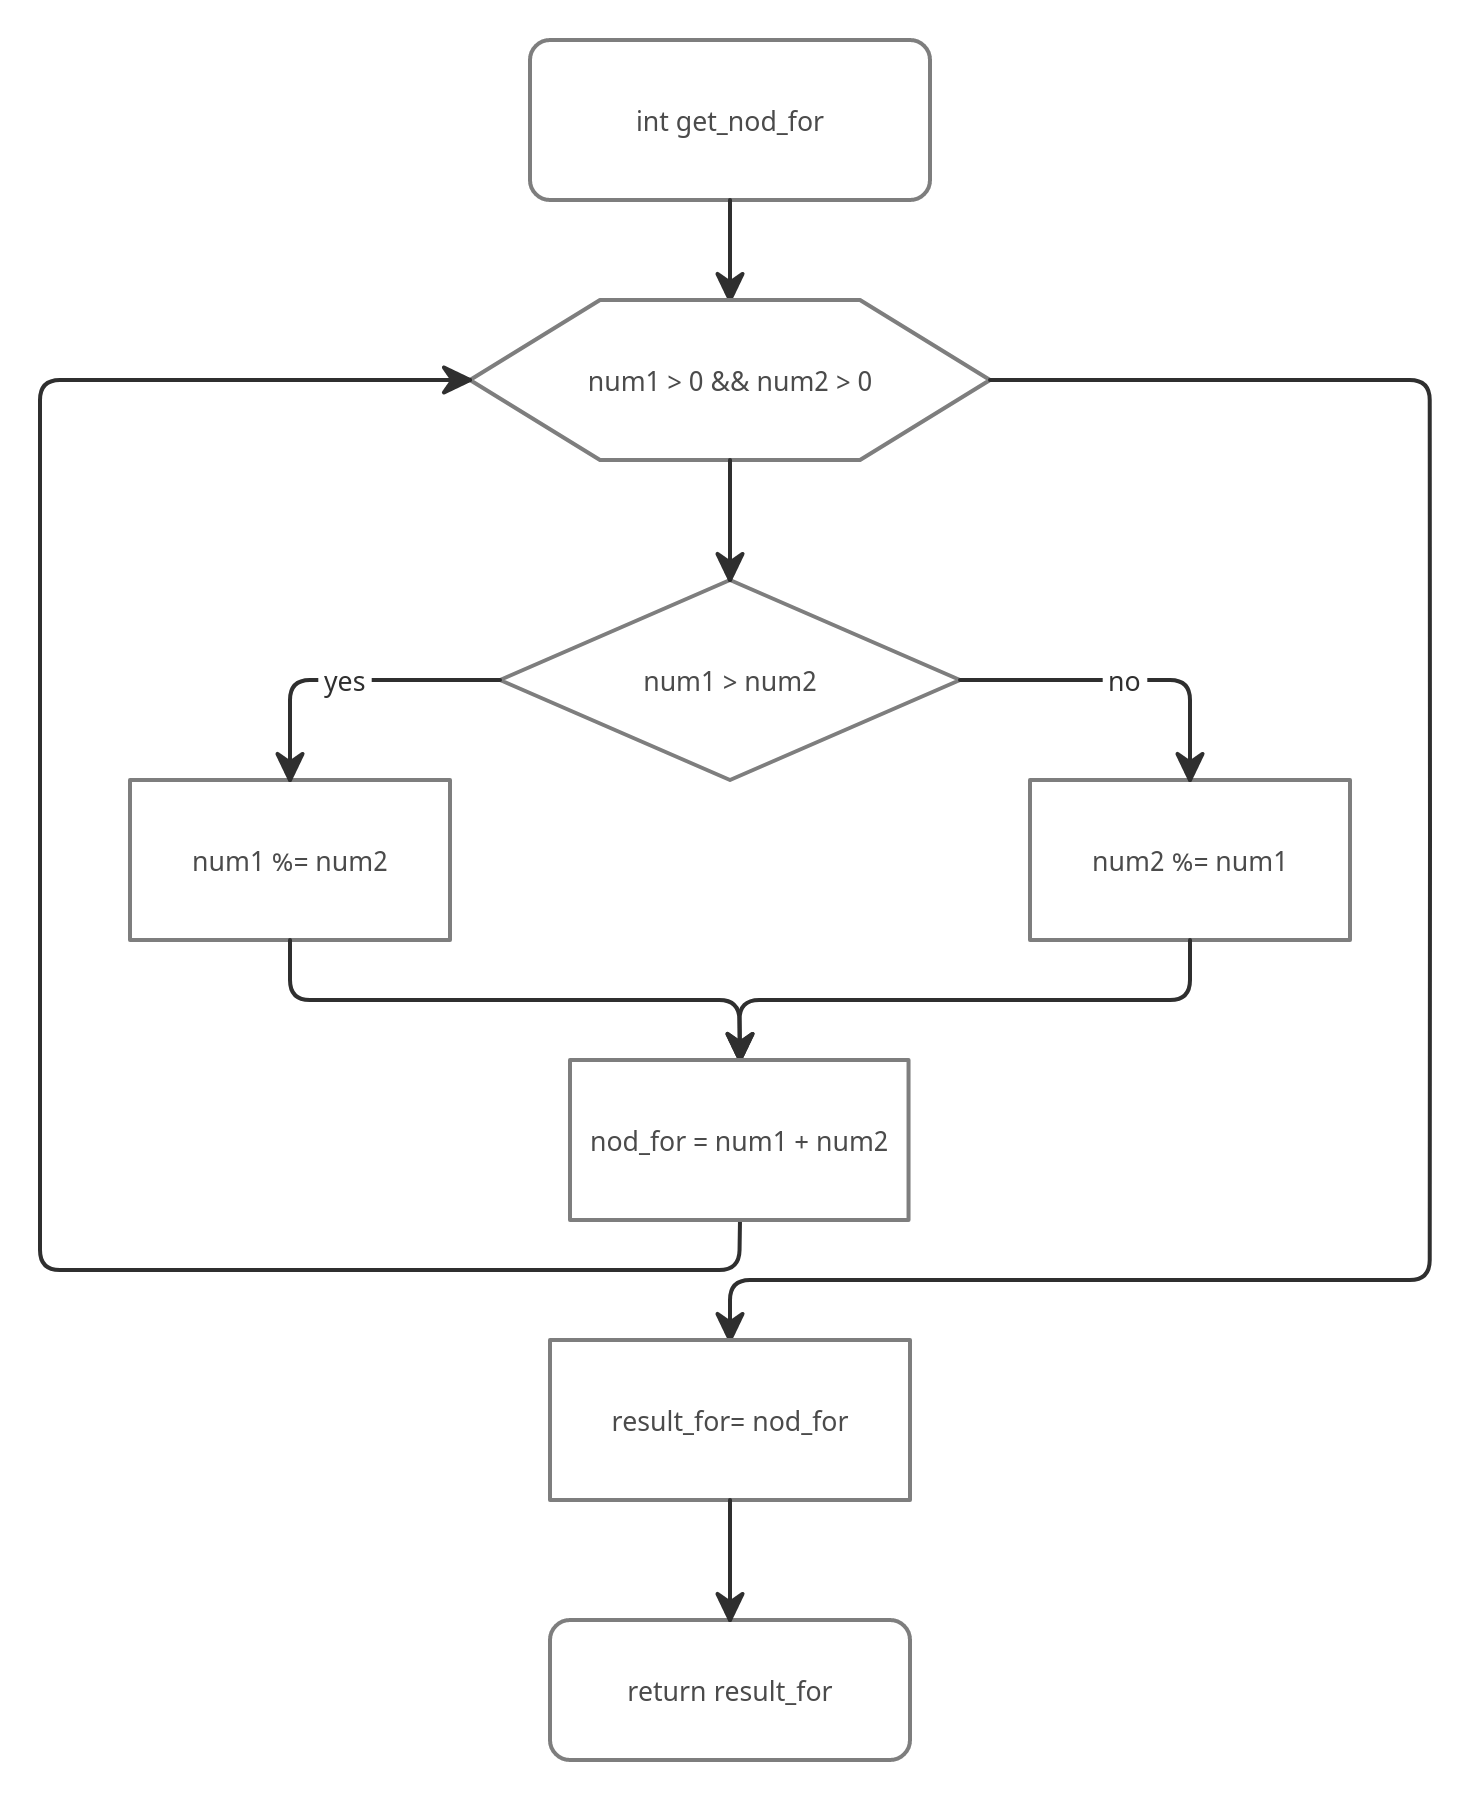 int get_nod_for
num1 > 0 && num2 > 0
num1 > num2
yes
no
num1 %= num2
num2 %= num1
nod_for = num1 + num2
result_for= nod_for
return result_for